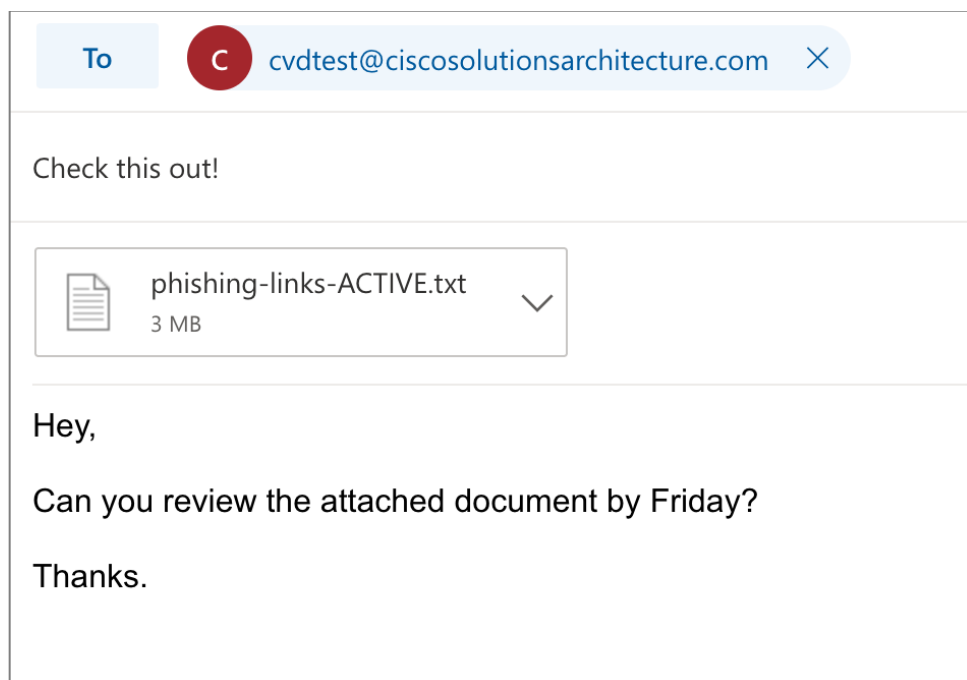 To
C
cvdtest@ciscosolutionsarchitecture.com
Check this out!
phishing-links-ACTIVE.txt
3 MB
Hey,
Can you review the attached document by Friday?
Thanks.